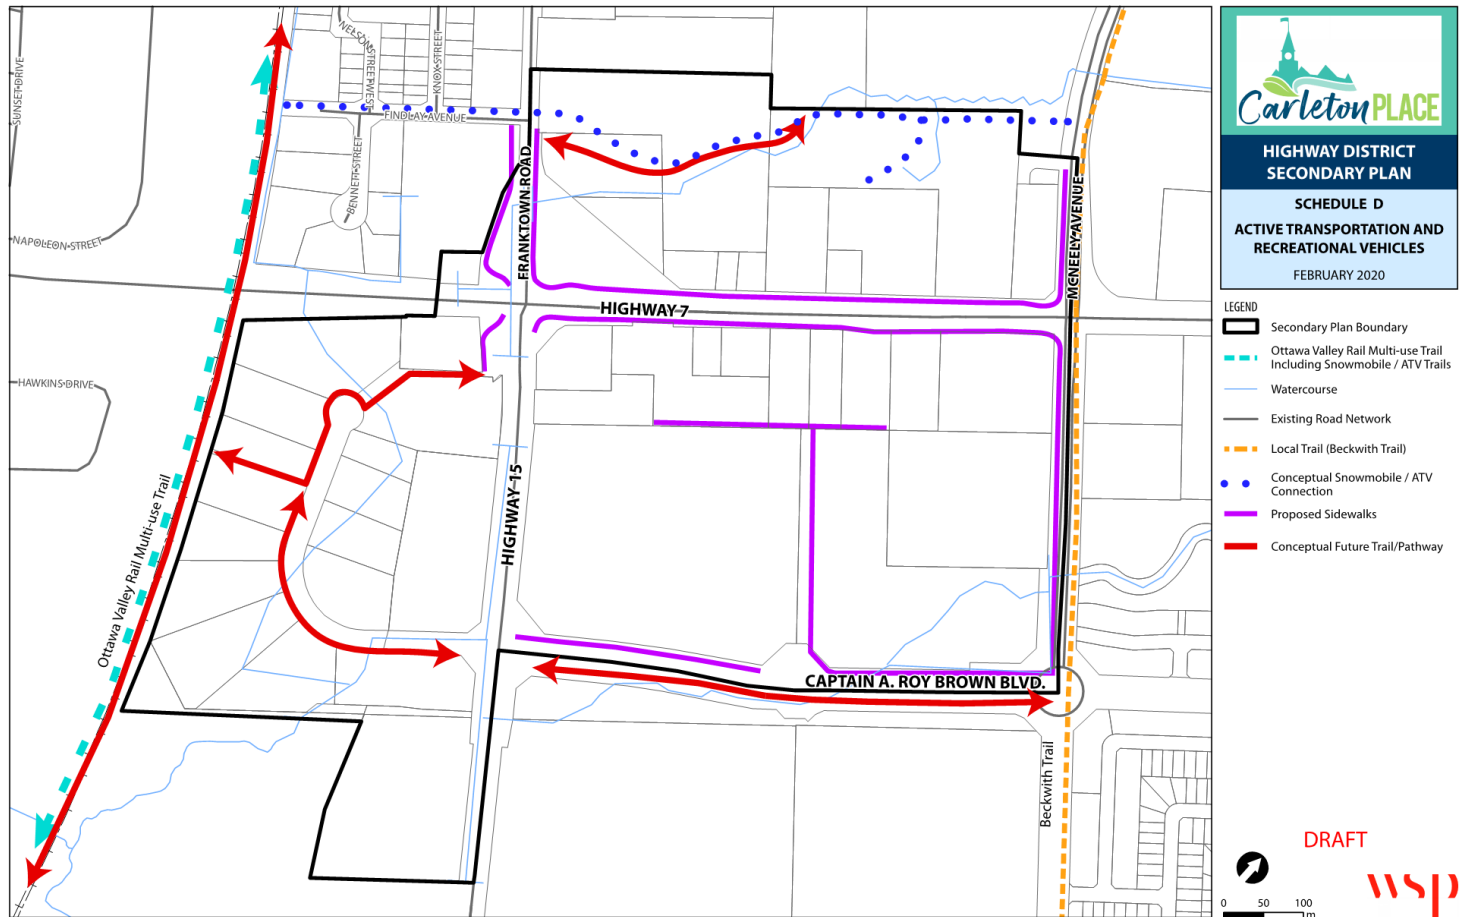 SUNSET DRIVE
NELSON STREET WEST
KNOX STREET
FINDLAY AVENUE
BENNETT STREET
FRANKTOWN ROAD
MCNEELY AVENUE
NAPOLEON STREET
HIGHWAY 7
HAWKINS DRIVE
HIGHWAY 15
Ottawa Valley Rail Multi-use Trail
CAPTAIN A. ROY BROWN BLVD.
Beckwith Trail
Carleton PLACE
HIGHWAY DISTRICT
SECONDARY PLAN
SCHEDULE D
ACTIVE TRANSPORTATION AND
RECREATIONAL VEHICLES
FEBRUARY 2020
LEGEND
Secondary Plan Boundary
Ottawa Valley Rail Multi-use Trail
Including Snowmobile / ATV Trails
Watercourse
Existing Road Network
Local Trail (Beckwith Trail)
Conceptual Snowmobile / ATV
Connection
Proposed Sidewalks
Conceptual Future Trail/Pathway
DRAFT
wsp
0 50 100
m